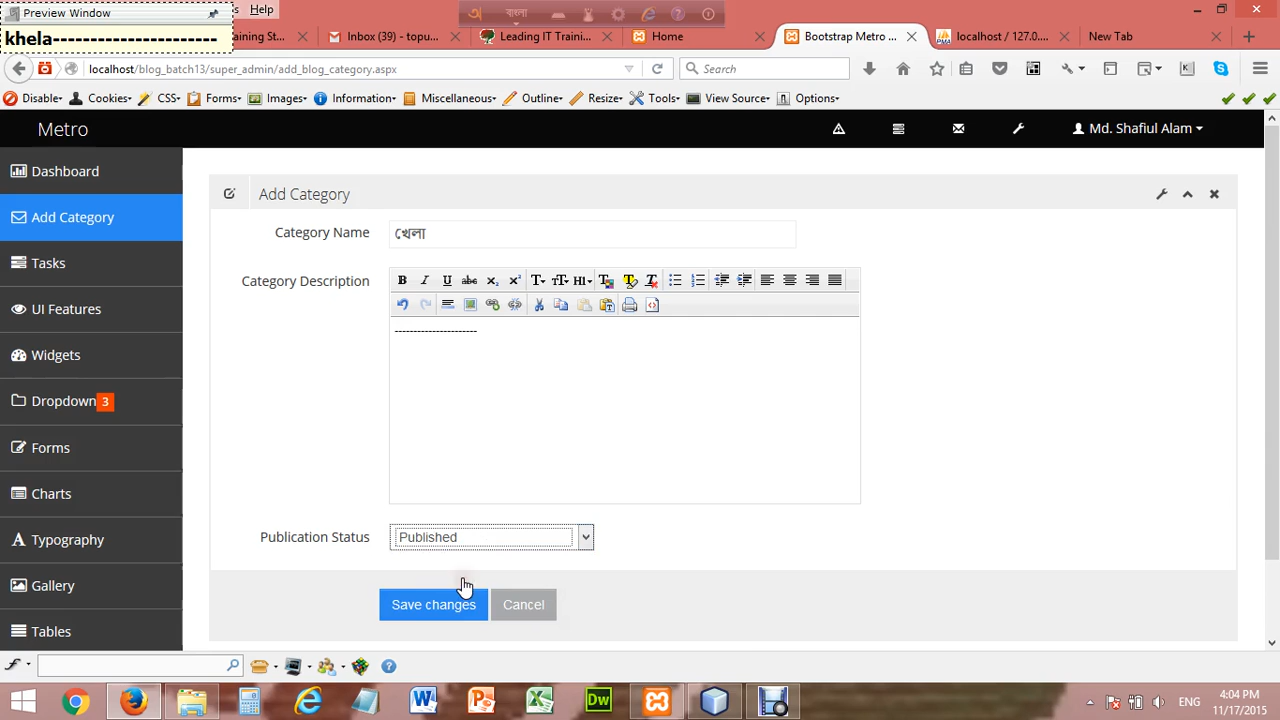 Preview Window
s Help
বাংলা
khela----------------------
aining St...
Inbox (39) - topu...
Leading IT Traini...
Home
Bootstrap Metro ...
localhost / 127.0....
New Tab
localhost/blog_batch13/super_admin/add_blog_category.aspx
Search
Disable Cookies CSS Forms Images Information Miscellaneous Outline Resize Tools View Source Options
Metro
Md. Shafiul Alam
Dashboard
Add Category
Tasks
UI Features
Widgets
Dropdown 3
Forms
Charts
Typography
Gallery
Tables
Add Category
Category Name
খেলা
Category Description
----------------------
Publication Status
Published
Save changes
Cancel
ENG
4:04 PM
11/17/2015